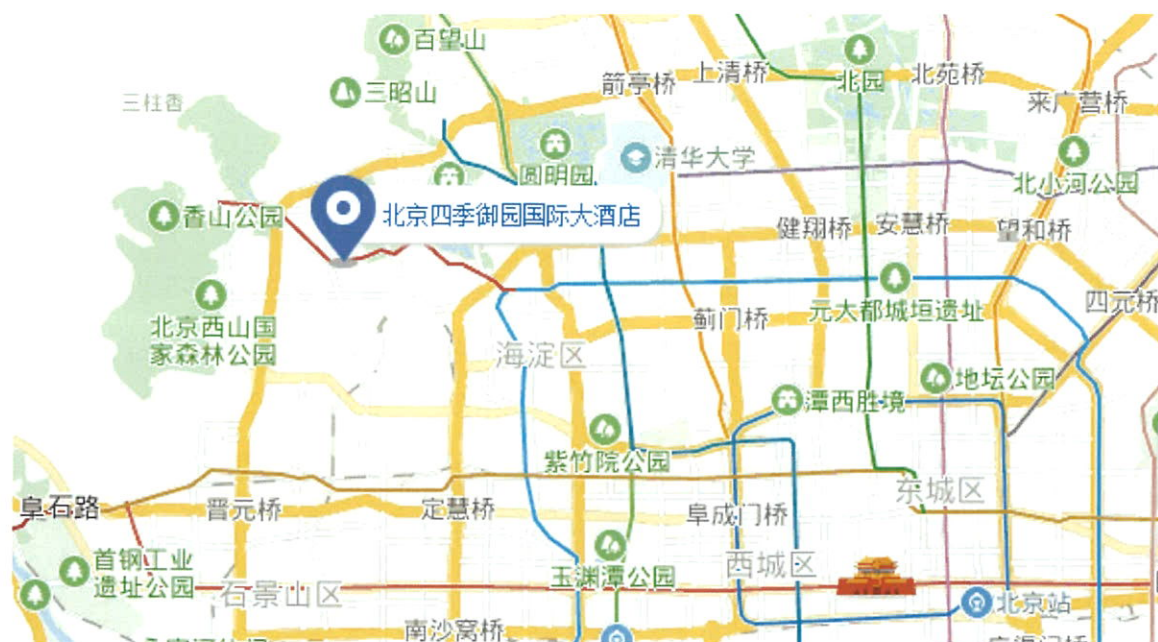 百望山
三昭山
三柱香
箭亭桥
上清桥
北园
北苑桥
来广营桥
圆明园
清华大学
北小河公园
香山公园
北京四季御园国际大酒店
健翔桥
安慧桥
望和桥
北京西山国
家森林公园
海淀区
蓟门桥
元大都城垣遗址
四元桥
潭西胜境
地坛公园
紫竹院公园
阜石路
晋元桥
定慧桥
阜成门桥
东城区
首钢工业
遗址公园
石景山区
玉渊潭公园
西城区
北京站
南沙窝桥